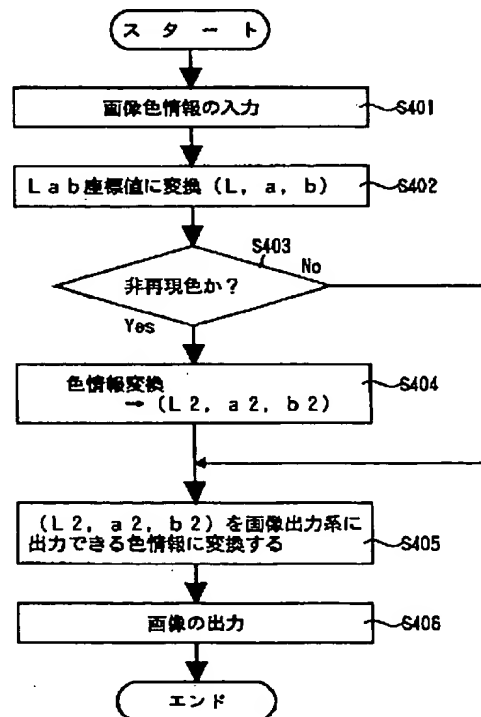 スタート
画像色情報の入力
S401
Lab座標値に変換 (L, a, b)
S402
S403
非再現色か?
No
Yes
色情報変換
→ (L2, a2, b2)
S404
(L2, a2, b2) を画像出力系に
出力できる色情報に変換する
S405
画像の出力
S406
エンド